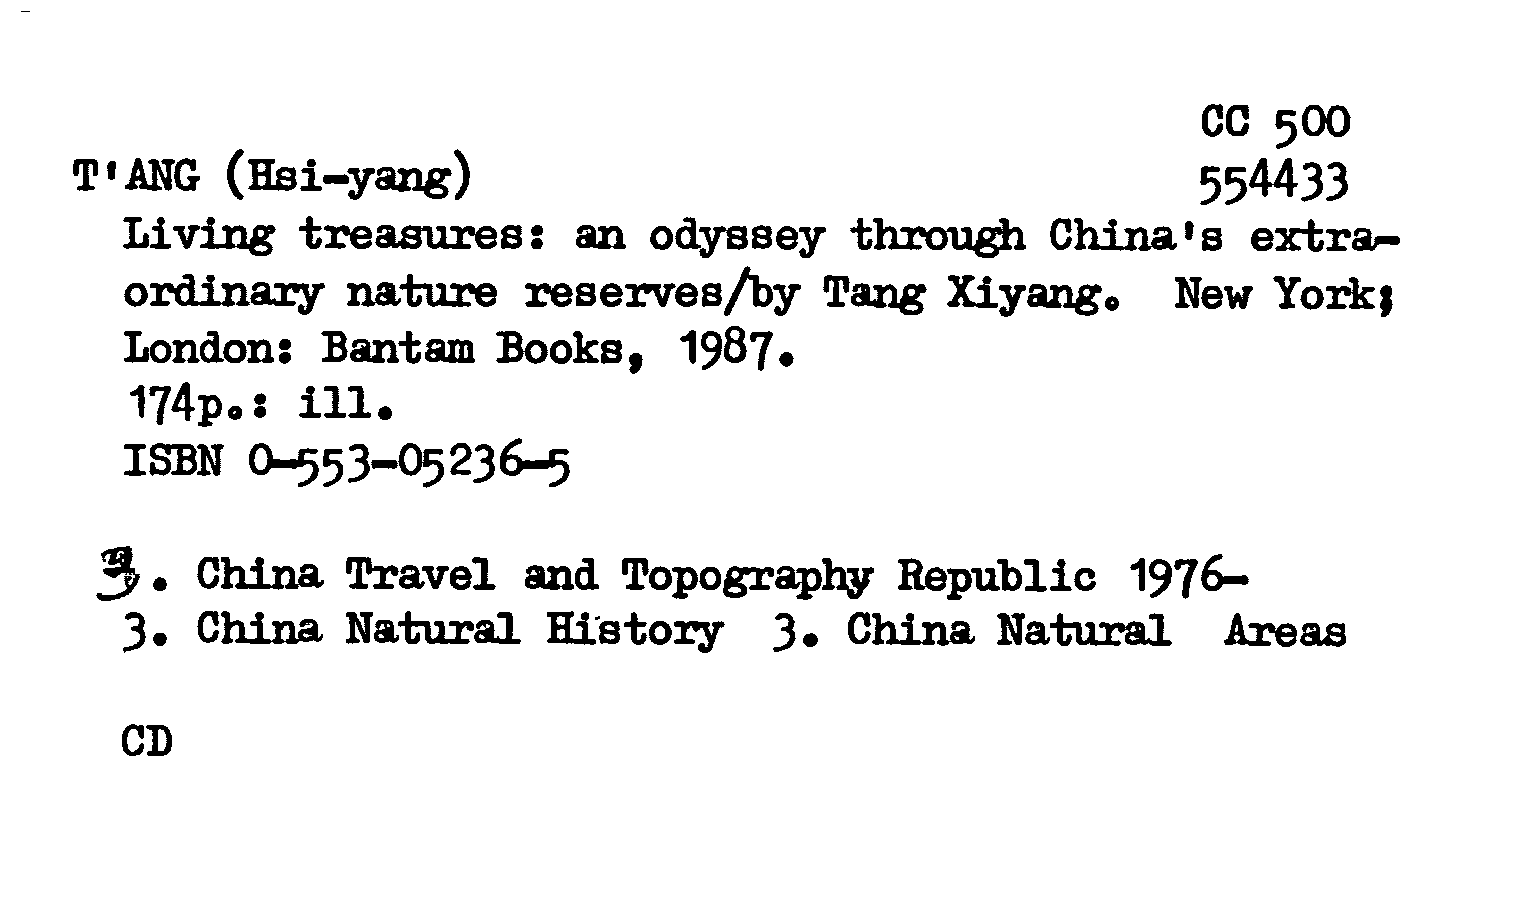 CC 500
T'ANG (Hsi-yang) 554433
Living treasures: an odyssey through China's extra-
ordinary nature reserves/by Tang Xiyang. New York;
London: Bantam Books, 1987.
174p.: ill.
ISBN 0-553-05236-5
3. China Travel and Topography Republic 1976-
3. China Natural History 3. China Natural Areas
CD